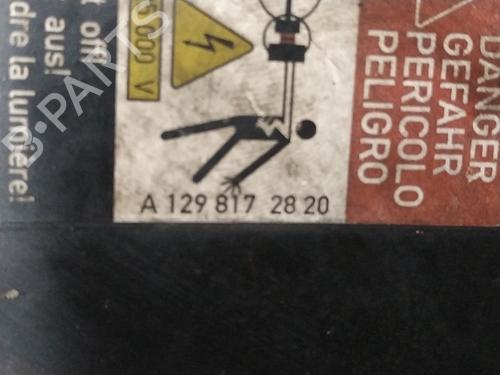 t off
aus!
dre la lumière!
000 V
A 129 817 28 20
DANGER
GEFAHR
PERICOLO
PELIGRO
B-PARTS